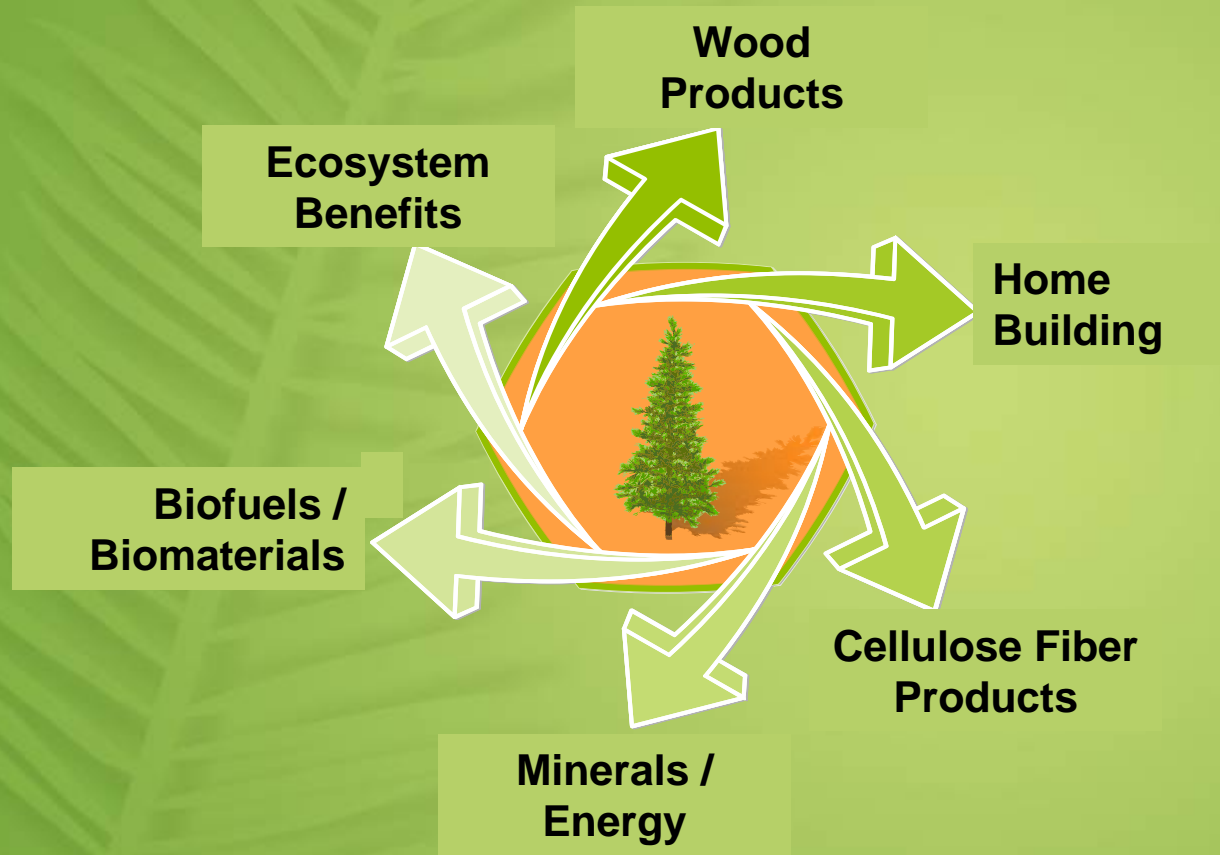 Wood
Products
Ecosystem
Benefits
Home
Building
Biofuels /
Biomaterials
Cellulose Fiber
Products
Minerals /
Energy